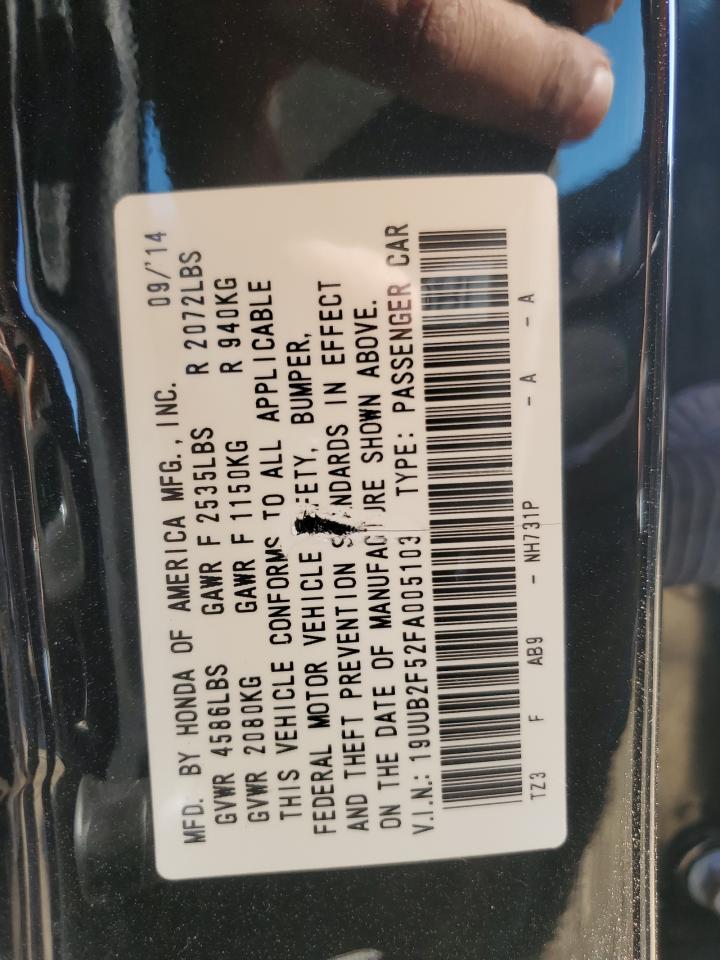 MFD. BY HONDA OF AMERICA MFG., INC. 09/'14
GVWR 4586LBS GAWR F 2535LBS R 2072LBS
GVWR 2080KG GAWR F 1150KG R 940KG
THIS VEHICLE CONFORMS TO ALL APPLICABLE
FEDERAL MOTOR VEHICLE FETY, BUMPER,
AND THEFT PREVENTION S NDARDS IN EFFECT
ON THE DATE OF MANUFAC URE SHOWN ABOVE.
V.I.N.: 19UUB2F52FA005103 TYPE: PASSENGER CAR
TZ3 F AB9 - NH731P - A - A